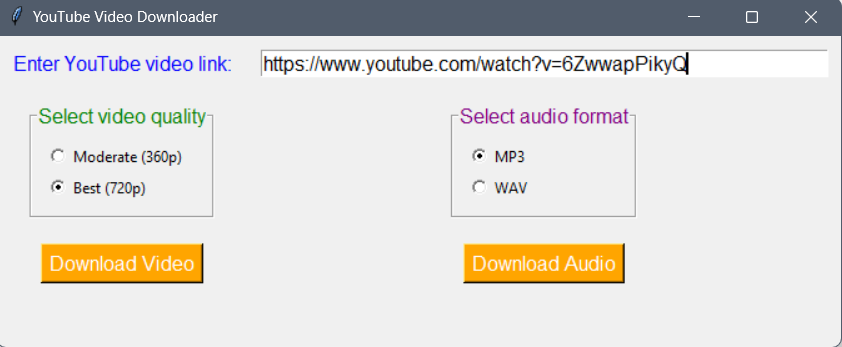 YouTube Video Downloader
Enter YouTube video link: https://www.youtube.com/watch?v=6ZwwapPikyQ
Select video quality
Moderate (360p)
Best (720p)
Download Video
Select audio format
MP3
WAV
Download Audio